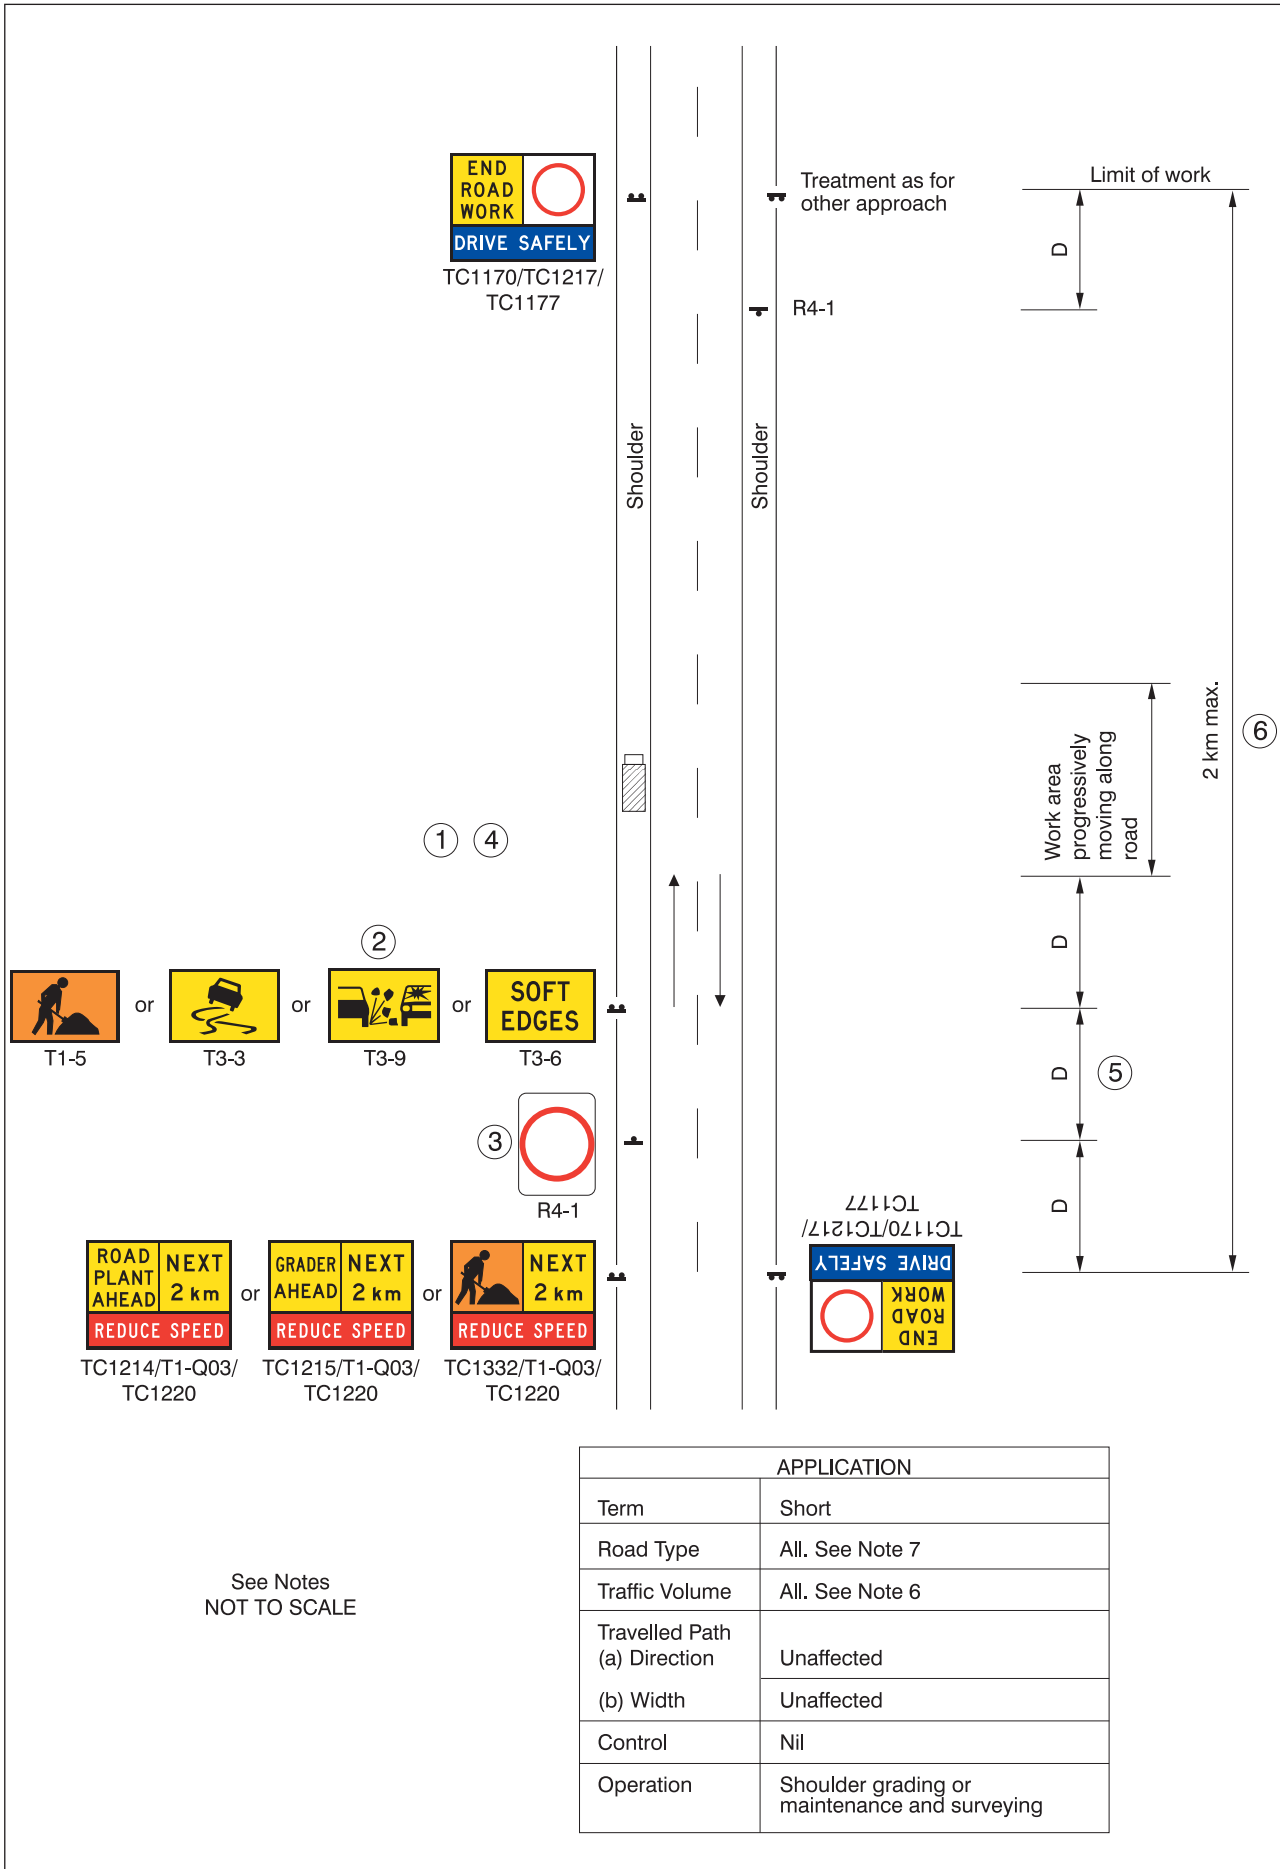 END
ROAD
WORK
DRIVE SAFELY
TC1170/TC1217/
TC1177
Treatment as for
other approach
Limit of work
D
R4-1
Shoulder
Shoulder
2 km max.
6
Work area
progressively
moving along
road
1 4
D
2
or
or
or
SOFT
EDGES
T1-5
T3-3
T3-9
T3-6
D
5
3
R4-1
D
TC1170/TC1217/
TC1177
END
ROAD
WORK
DRIVE SAFELY
ROAD
PLANT
AHEAD
NEXT
2 km
REDUCE SPEED
or
GRADER
AHEAD
NEXT
2 km
REDUCE SPEED
or
NEXT
2 km
REDUCE SPEED
TC1214/T1-Q03/
TC1220
TC1215/T1-Q03/
TC1220
TC1332/T1-Q03/
TC1220
See Notes
NOT TO SCALE
APPLICATION
Term Short
Road Type All. See Note 7
Traffic Volume All. See Note 6
Travelled Path
(a) Direction Unaffected
(b) Width Unaffected
Control Nil
Operation Shoulder grading or
maintenance and surveying